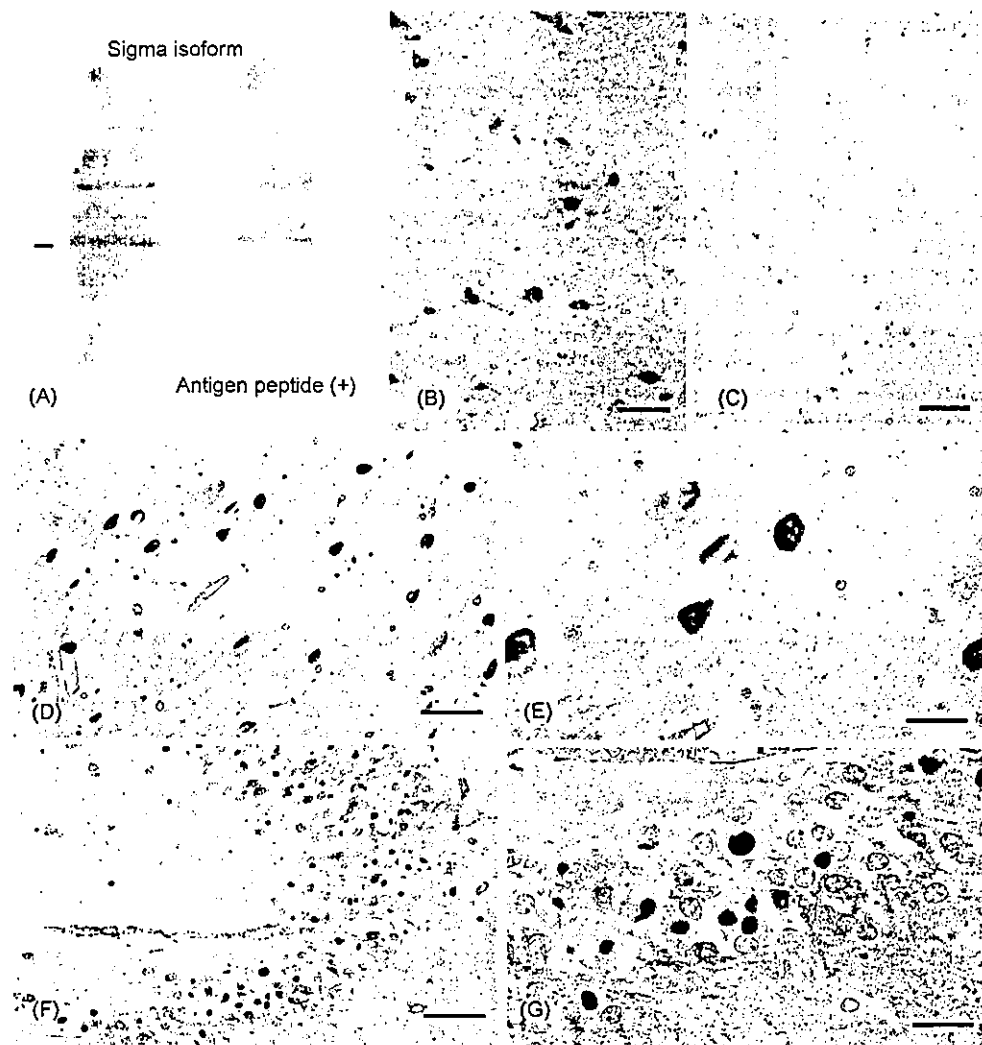 Sigma isoform
Antigen peptide (+)
(A)
(B)
(C)
(D)
(E)
(F)
(G)